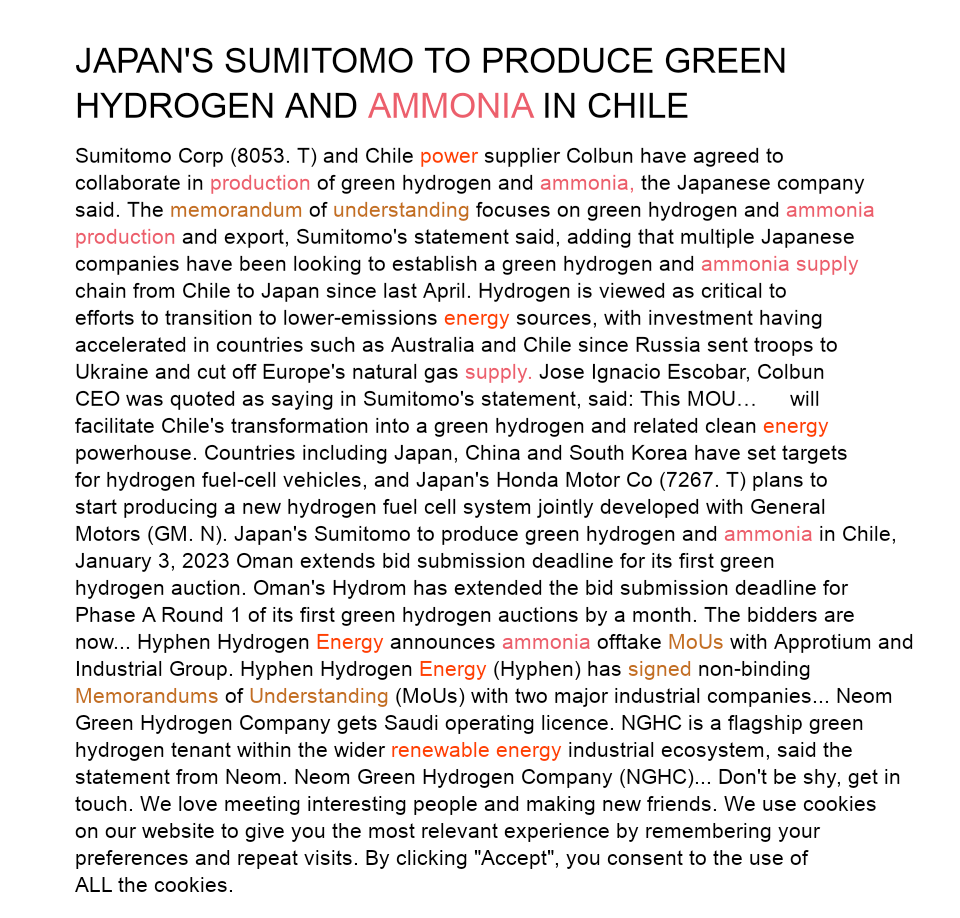 JAPAN'S SUMITOMO TO PRODUCE GREEN
HYDROGEN AND AMMONIA IN CHILE
Sumitomo Corp (8053. T) and Chile power supplier Colbun have agreed to
collaborate in production of green hydrogen and ammonia, the Japanese company
said. The memorandum of understanding focuses on green hydrogen and ammonia
production and export, Sumitomo's statement said, adding that multiple Japanese
companies have been looking to establish a green hydrogen and ammonia supply
chain from Chile to Japan since last April. Hydrogen is viewed as critical to
efforts to transition to lower-emissions energy sources, with investment having
accelerated in countries such as Australia and Chile since Russia sent troops to
Ukraine and cut off Europe's natural gas supply. Jose Ignacio Escobar, Colbun
CEO was quoted as saying in Sumitomo's statement, said: This MOU… will
facilitate Chile's transformation into a green hydrogen and related clean energy
powerhouse. Countries including Japan, China and South Korea have set targets
for hydrogen fuel-cell vehicles, and Japan's Honda Motor Co (7267. T) plans to
start producing a new hydrogen fuel cell system jointly developed with General
Motors (GM. N). Japan's Sumitomo to produce green hydrogen and ammonia in Chile,
January 3, 2023 Oman extends bid submission deadline for its first green
hydrogen auction. Oman's Hydrom has extended the bid submission deadline for
Phase A Round 1 of its first green hydrogen auctions by a month. The bidders are
now... Hyphen Hydrogen Energy announces ammonia offtake MoUs with Approtium and
Industrial Group. Hyphen Hydrogen Energy (Hyphen) has signed non-binding
Memorandums of Understanding (MoUs) with two major industrial companies... Neom
Green Hydrogen Company gets Saudi operating licence. NGHC is a flagship green
hydrogen tenant within the wider renewable energy industrial ecosystem, said the
statement from Neom. Neom Green Hydrogen Company (NGHC)... Don't be shy, get in
touch. We love meeting interesting people and making new friends. We use cookies
on our website to give you the most relevant experience by remembering your
preferences and repeat visits. By clicking "Accept", you consent to the use of
ALL the cookies.